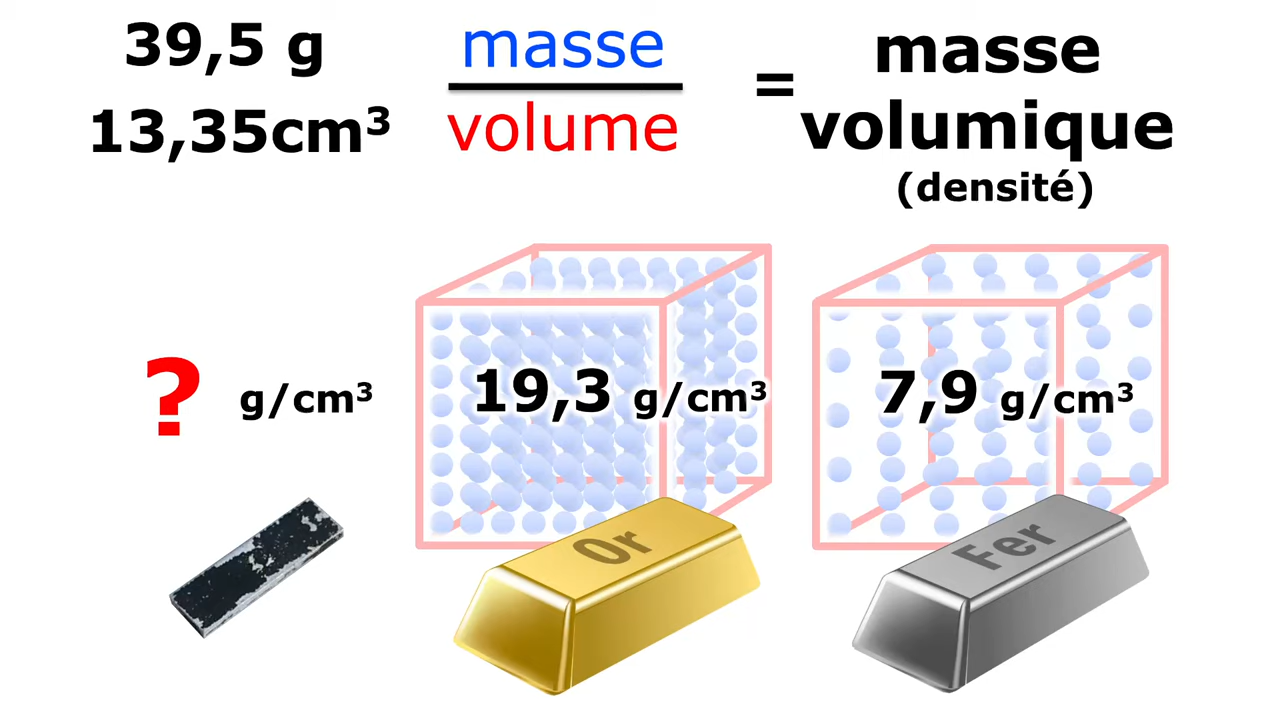 39,5 g
13,35cm³
masse
volume
=
masse
volumique
(densité)
? g/cm³
19,3 g/cm³
7,9 g/cm³
Or
Fer